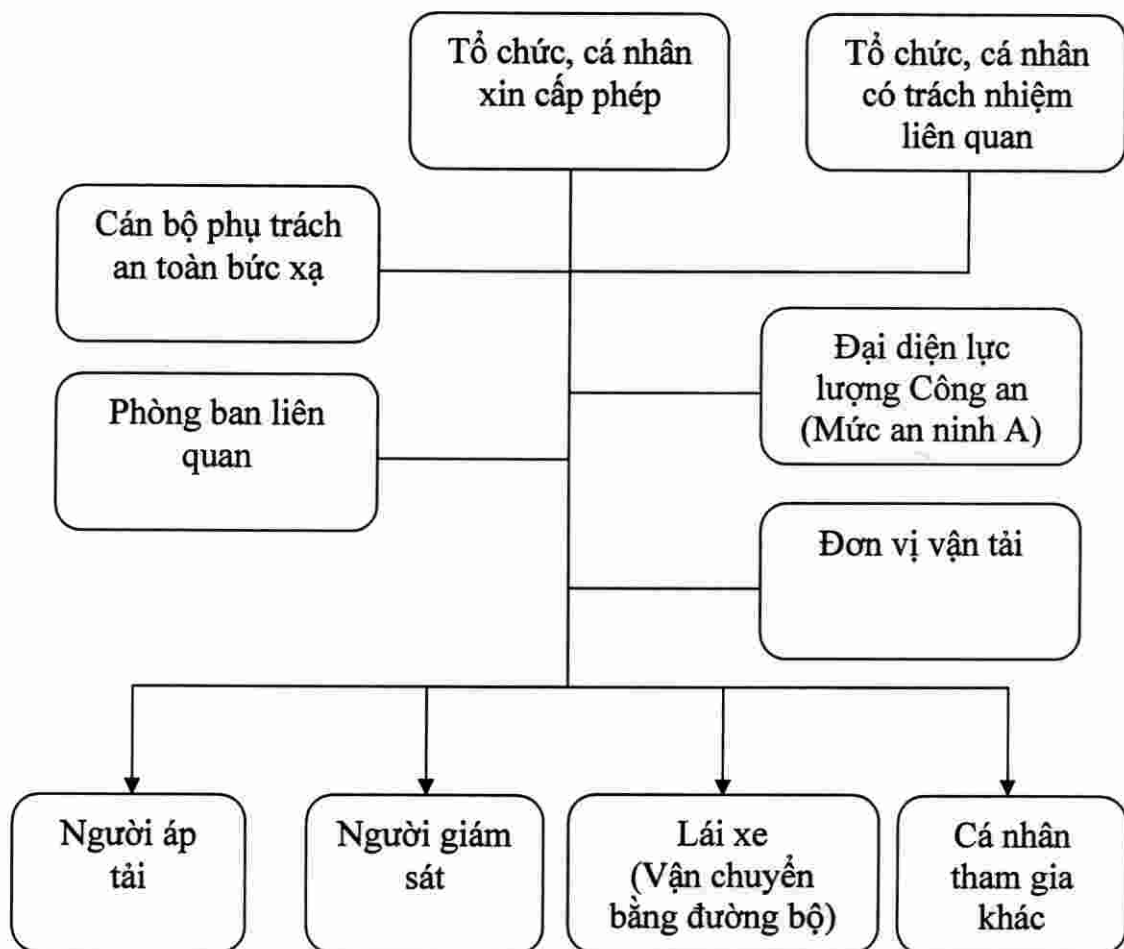 Tổ chức, cá nhân
xin cấp phép
Tổ chức, cá nhân
có trách nhiệm
liên quan
Cán bộ phụ trách
an toàn bức xạ
Đại diện lực
lượng Công an
(Mức an ninh A)
Phòng ban liên
quan
Đơn vị vận tải
Người áp
tải
Người giám
sát
Lái xe
(Vận chuyển
bằng đường bộ)
Cá nhân
tham gia
khác